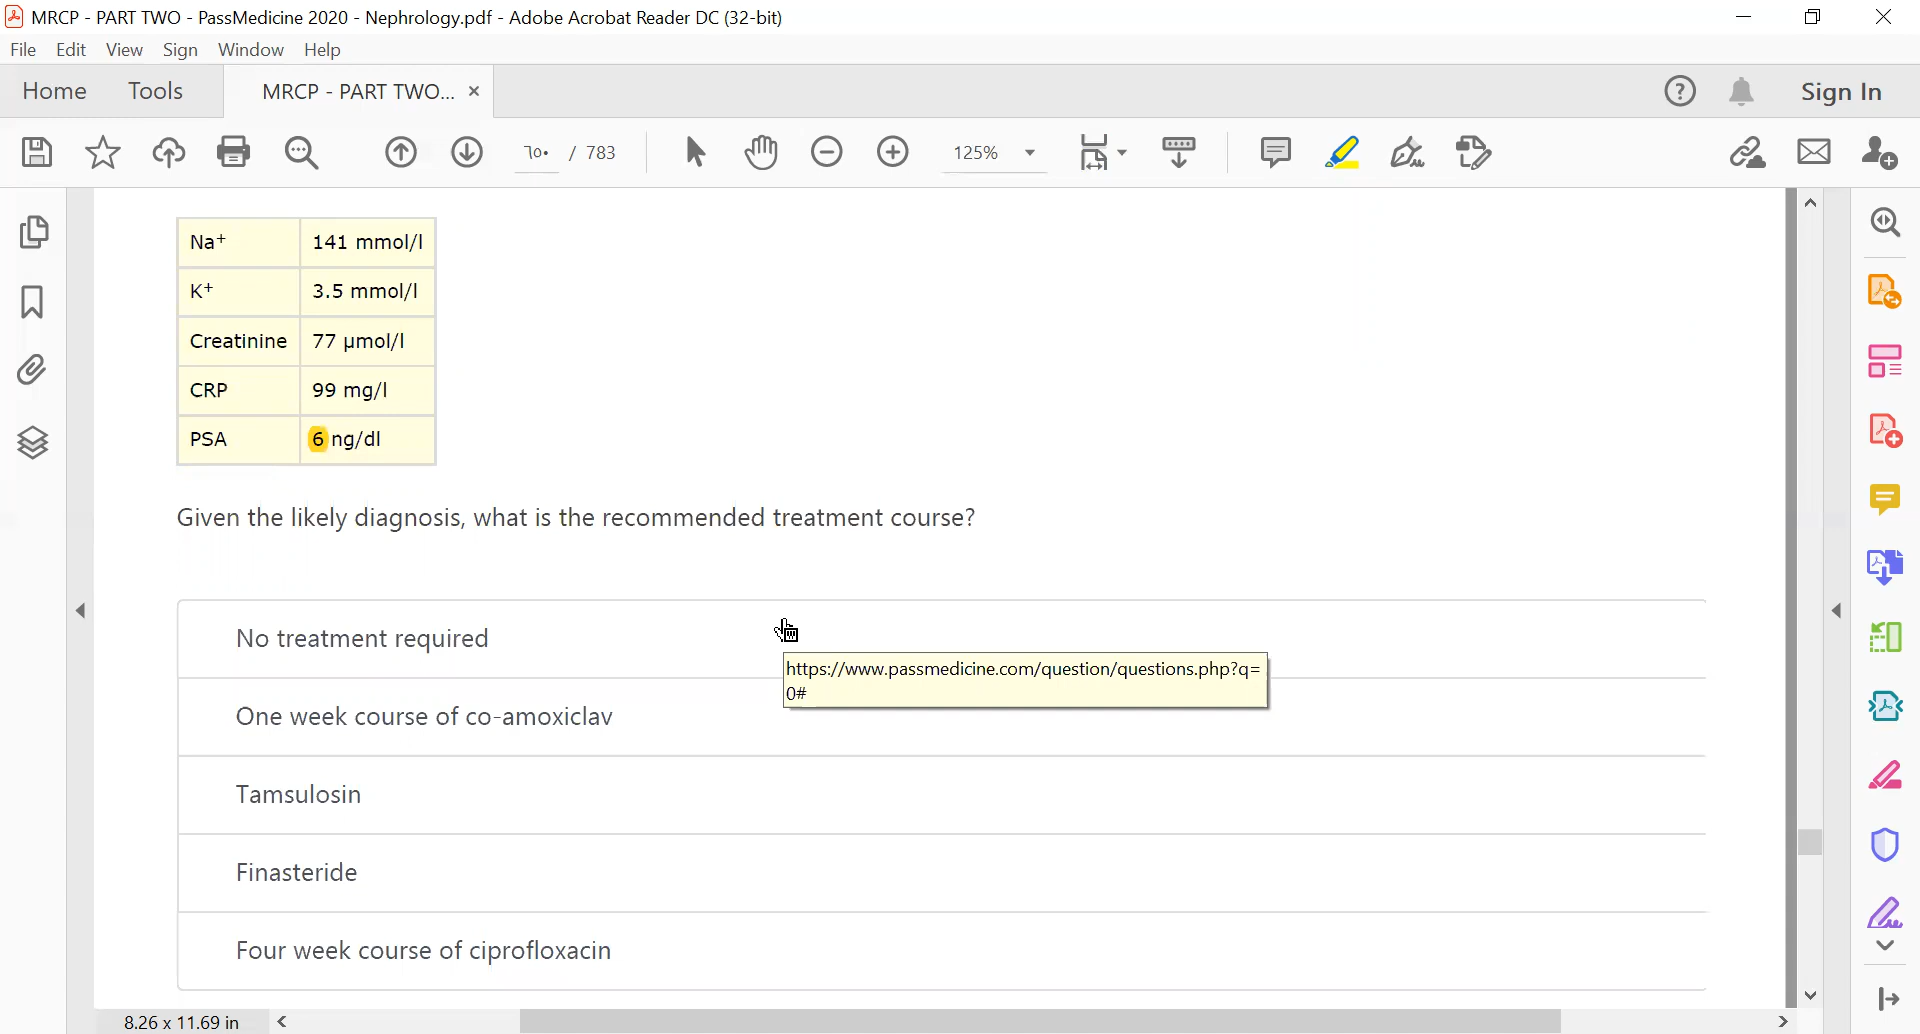 MRCP - PART TWO - PassMedicine 2020 - Nephrology.pdf - Adobe Acrobat Reader DC (32-bit)
File Edit View Sign Window Help
Home Tools MRCP - PART TWO... × Sign In
٦٥٠ / 783 125%
Na+ 141 mmol/l
K+ 3.5 mmol/l
Creatinine 77 µmol/l
CRP 99 mg/l
PSA 6 ng/dl
Given the likely diagnosis, what is the recommended treatment course?
No treatment required
https://www.passmedicine.com/question/questions.php?q=
0#
One week course of co-amoxiclav
Tamsulosin
Finasteride
Four week course of ciprofloxacin
8.26 x 11.69 in